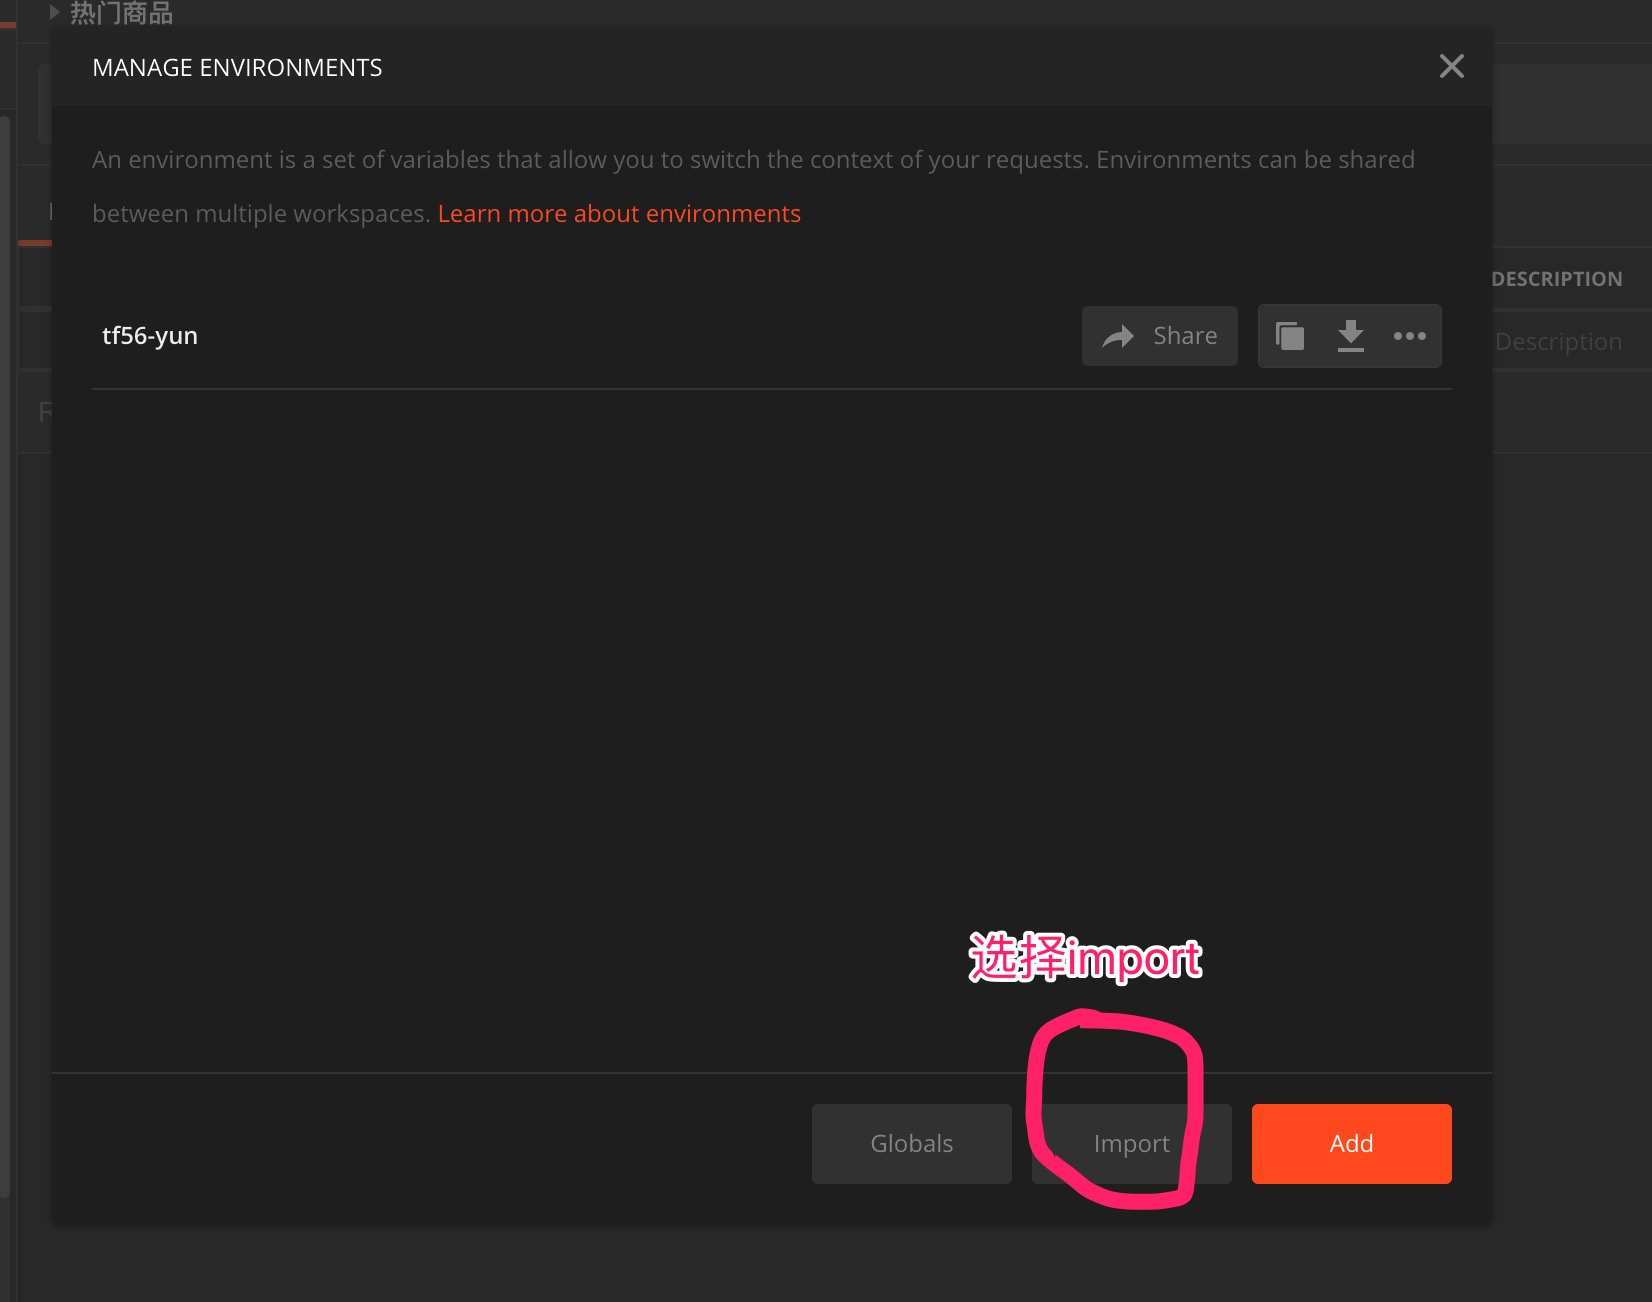 热门商品
MANAGE ENVIRONMENTS
An environment is a set of variables that allow you to switch the context of your requests. Environments can be shared
between multiple workspaces. Learn more about environments
DESCRIPTION
tf56-yun
Share
Description
选择import
Globals
Import
Add